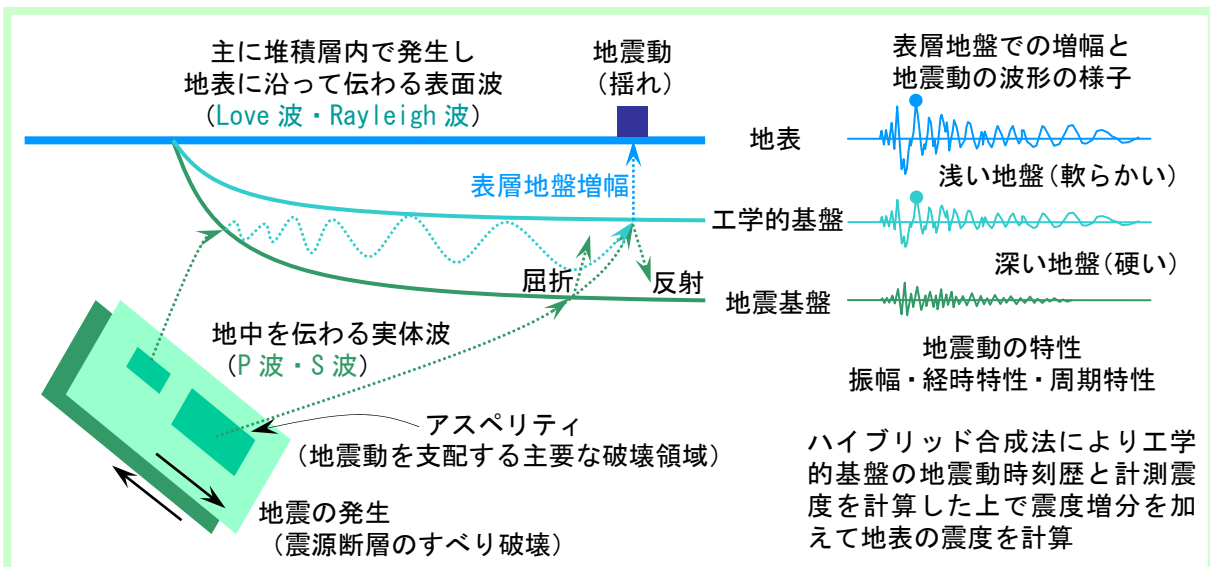 主に堆積層内で発生し
地表に沿って伝わる表面波
(Love 波・Rayleigh 波)
地震動
(揺れ)
表層地盤での増幅と
地震動の波形の様子
地表
浅い地盤(軟らかい)
表層地盤増幅
工学的基盤
深い地盤(硬い)
屈折
反射
地震基盤
地中を伝わる実体波
(P 波・S 波)
地震動の特性
振幅・経時特性・周期特性
アスペリティ
(地震動を支配する主要な破壊領域)
地震の発生
(震源断層のすべり破壊)
ハイブリッド合成法により工学
的基盤の地震動時刻歴と計測震
度を計算した上で震度増分を加
えて地表の震度を計算